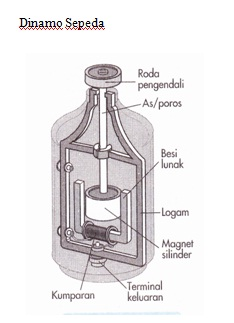 Dinamo Sepeda
Roda
pengendali
As/poros
Besi
lunak
Logam
Magnet
silinder
Terminal
keluaran
Kumparan